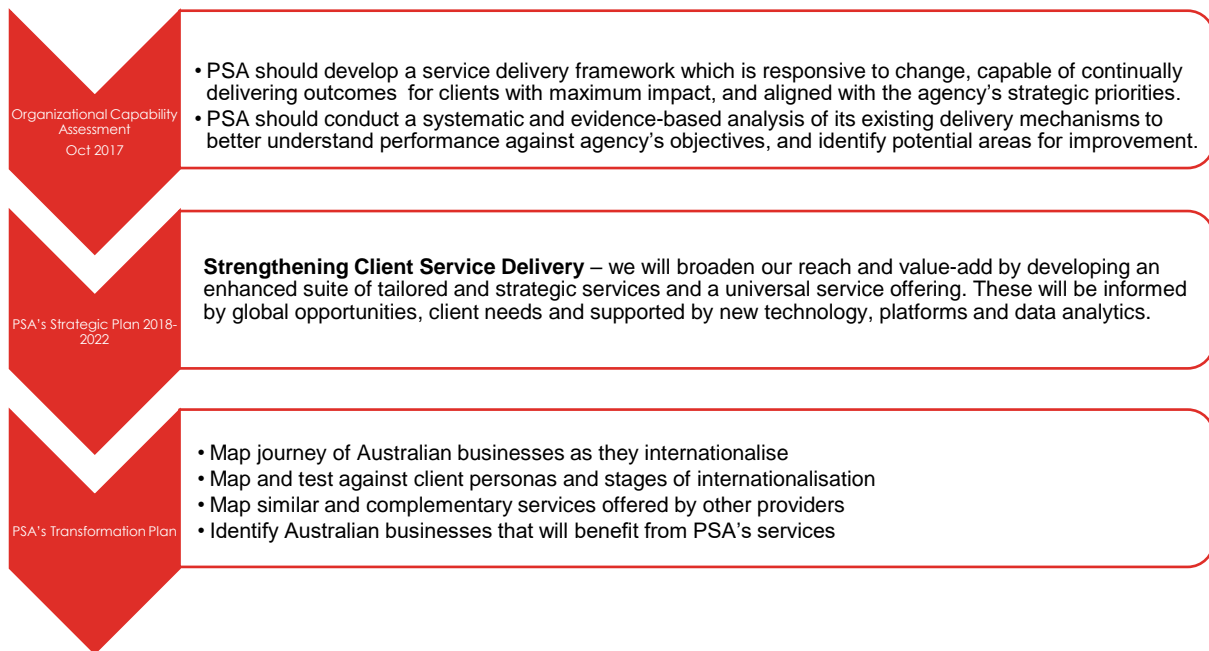 Organizational Capability
Assessment
Oct 2017
• PSA should develop a service delivery framework which is responsive to change, capable of continually
delivering outcomes for clients with maximum impact, and aligned with the agency's strategic priorities.
• PSA should conduct a systematic and evidence-based analysis of its existing delivery mechanisms to
better understand performance against agency's objectives, and identify potential areas for improvement.
PSA's Strategic Plan 2018-
2022
Strengthening Client Service Delivery – we will broaden our reach and value-add by developing an
enhanced suite of tailored and strategic services and a universal service offering. These will be informed
by global opportunities, client needs and supported by new technology, platforms and data analytics.
PSA's Transformation Plan
• Map journey of Australian businesses as they internationalise
• Map and test against client personas and stages of internationalisation
• Map similar and complementary services offered by other providers
• Identify Australian businesses that will benefit from PSA's services